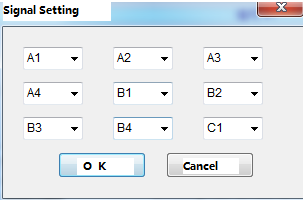 Signal Setting
A1 A2 A3
A4 B1 B2
B3 B4 C1
O K Cancel